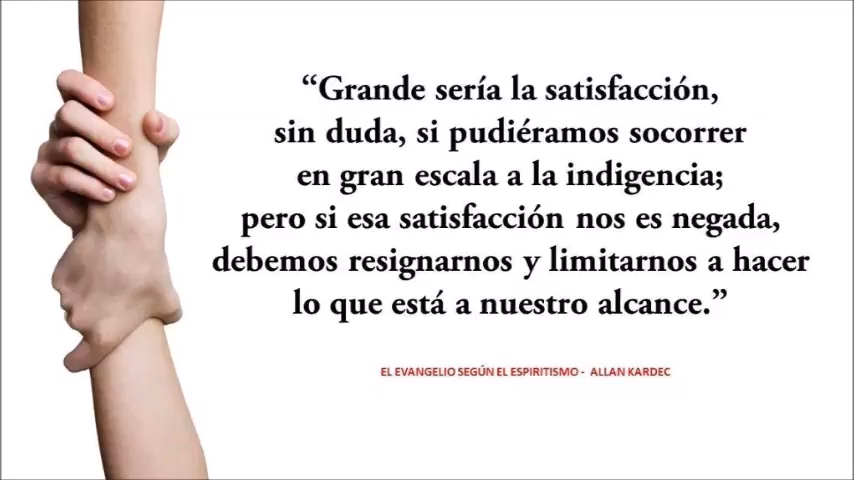 “Grande sería la satisfacción,
sin duda, si pudiéramos socorrer
en gran escala a la indigencia;
pero si esa satisfacción nos es negada,
debemos resignarnos y limitarnos a hacer
lo que está a nuestro alcance.”
EL EVANGELIO SEGÚN EL ESPIRITISMO - ALLAN KARDEC